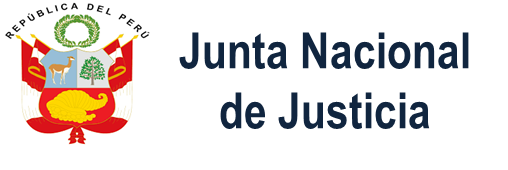 REPÚBLICA DEL PERÚ
Junta Nacional
de Justicia